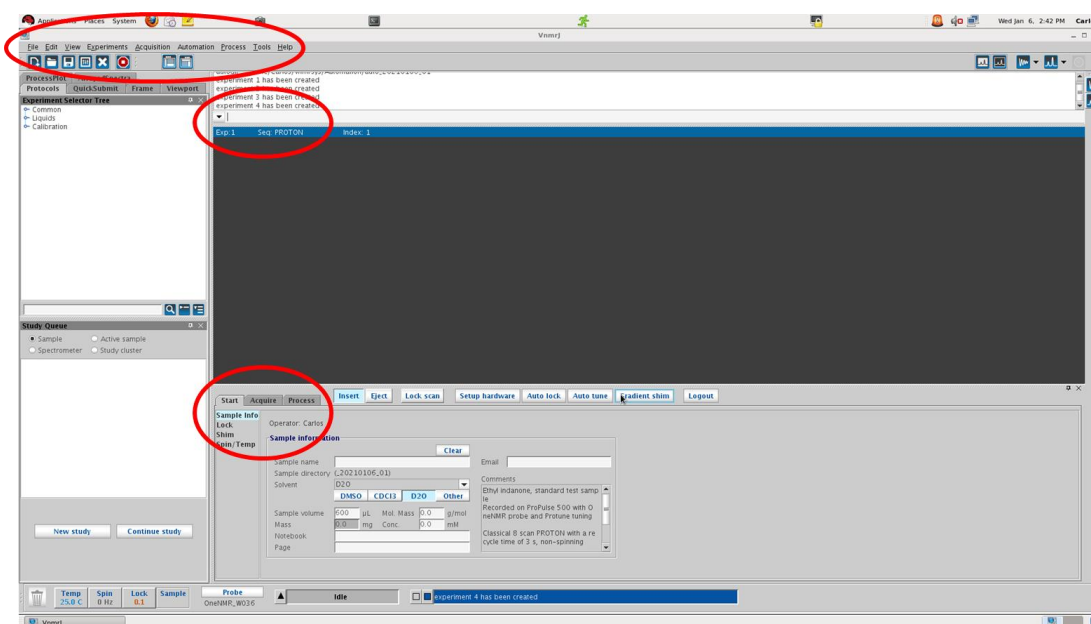 Applications Places System
Wed Jan 6, 2:42 PM Carl
VnmrJ
File Edit View Experiments Acquisition Automation Process Tools Help
Protocols QuickSubmit Frame Viewport
Experiment Selector Tree
Common
Liquids
Calibration
experiment 1 has been created
experiment 3 has been created
experiment 4 has been created
Exp:1 Seq: PROTON Index: 1
Study Queue
Sample Active sample
Spectrometer Study cluster
New study Continue study
Start Acquire Process Insert Eject Lock scan Setup hardware Auto lock Auto tune Gradient shim Logout
Sample Info
Lock
Shim
Spin/Temp
Operator: Carlos
Sample information
Clear
Sample name
Email
Sample directory (_20210106_01)
Comments
Solvent D2O
DMSO CDCl3 D2O Other
Sample volume 600 µL Mol. Mass 0.0 g/mol
Mass 0.0 mg Conc. 0.0 mM
Notebook
Page
Ethyl indanone, standard test samp
le
Recorded on ProPulse 500 with O
neNMR probe and Protune tuning
Classical 8 scan PROTON with a re
cycle time of 3 s, non-spinning
Temp Spin Lock Sample Probe
25.0 C 0 Hz 0.1 OneNMR_W036
Idle
experiment 4 has been created
VnmrJ